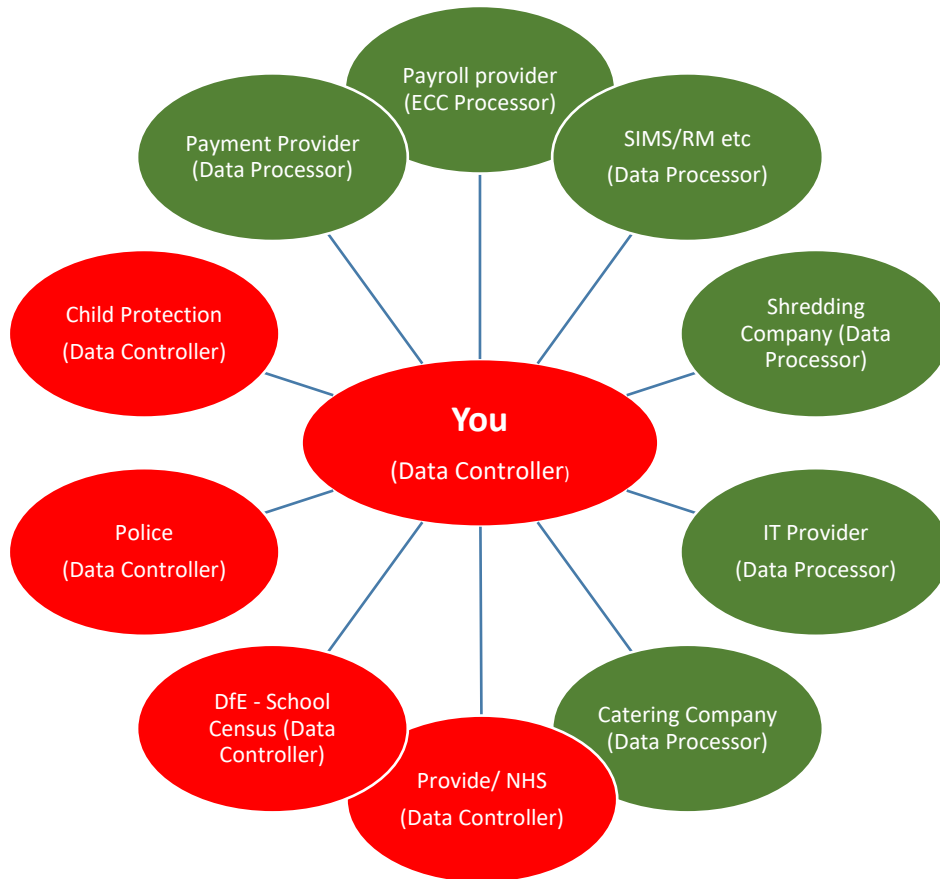 Payroll provider
(ECC Processor)
Payment Provider
(Data Processor)
SIMS/RM etc
(Data Processor)
Child Protection
(Data Controller)
Shredding
Company (Data
Processor)
You
(Data Controller)
Police
(Data Controller)
IT Provider
(Data Processor)
DfE - School
Census (Data
Controller)
Provide/ NHS
(Data Controller)
Catering Company
(Data Processor)